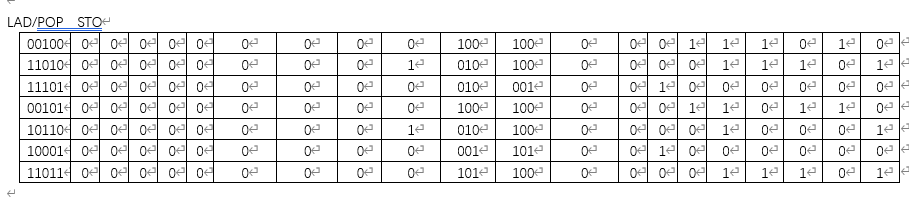 LAD/POP STO
00100 0 0 0 0 0 0 0 0 0 100 100 0 0 0 1 1 1 0 1 0
11010 0 0 0 0 0 0 0 0 1 010 100 0 0 0 0 1 1 1 0 1
11101 0 0 0 0 0 0 0 0 0 010 001 0 0 1 0 0 0 0 0 0
00101 0 0 0 0 0 0 0 0 0 100 100 0 0 0 1 1 0 1 1 0
10110 0 0 0 0 0 0 0 0 1 010 100 0 0 0 0 1 0 0 0 1
10001 0 0 0 0 0 0 0 0 0 001 101 0 0 1 0 0 0 0 0 0
11011 0 0 0 0 0 0 0 0 0 101 100 0 0 0 0 1 1 1 0 1